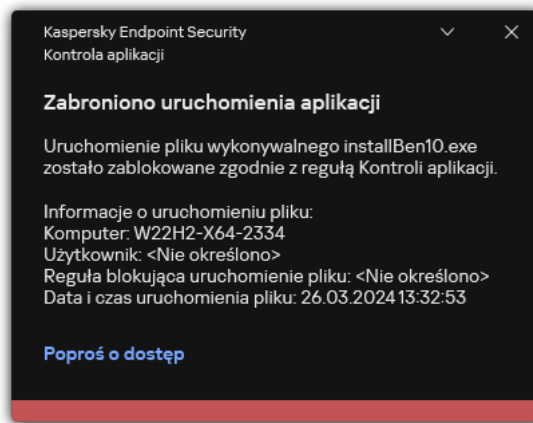 Kaspersky Endpoint Security
Kontrola aplikacji
Zabroniono uruchomienia aplikacji
Uruchomienie pliku wykonywalnego installBen10.exe
zostało zablokowane zgodnie z regułą Kontroli aplikacji.
Informacje o uruchomieniu pliku:
Komputer: W22H2-X64-2334
Użytkownik: <Nie określono>
Reguła blokująca uruchomienie pliku: <Nie określono>
Data i czas uruchomienia pliku: 26.03.2024 13:32:53
Poproś o dostęp